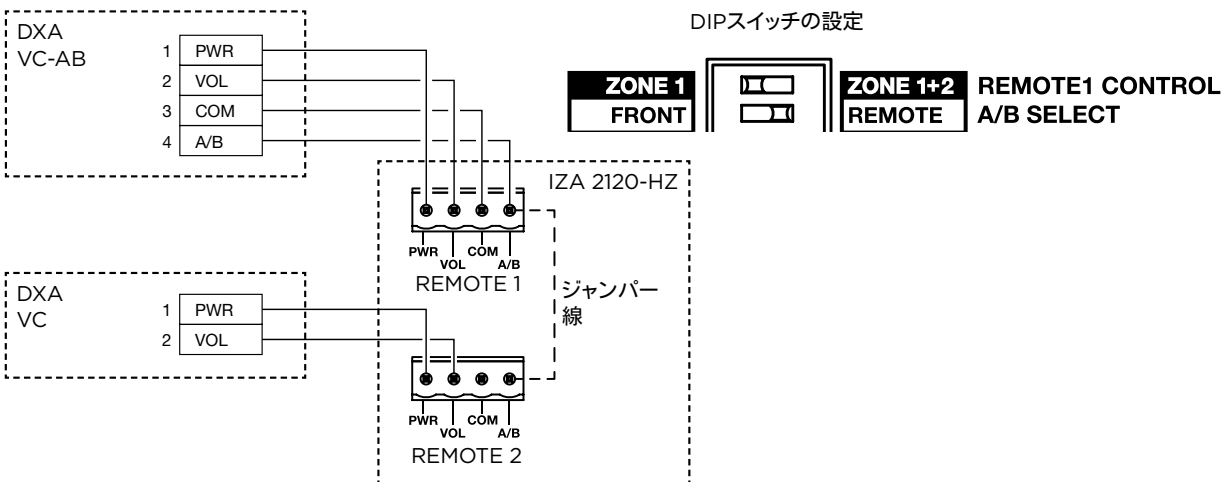 DXA
VC-AB
1 PWR
2 VOL
3 COM
4 A/B
DIPスイッチの設定
ZONE 1 ZONE 1+2 REMOTE1 CONTROL
FRONT REMOTE A/B SELECT
IZA 2120-HZ
PWR VOL COM A/B
REMOTE 1
ジャンパー
線
DXA
VC
1 PWR
2 VOL
PWR VOL COM A/B
REMOTE 2